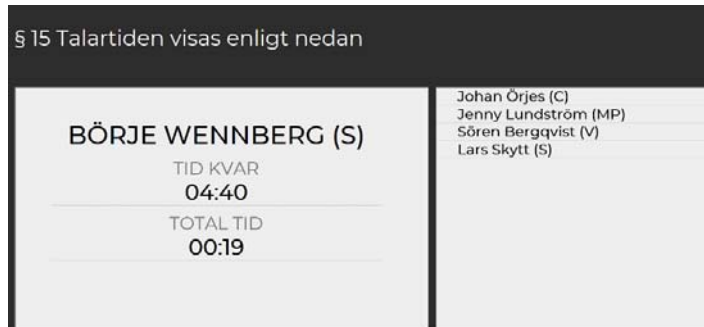 § 15 Talartiden visas enligt nedan
BÖRJE WENNBERG (S)
TID KVAR
04:40
TOTAL TID
00:19
Johan Örjes (C)
Jenny Lundström (MP)
Sören Bergqvist (V)
Lars Skytt (S)